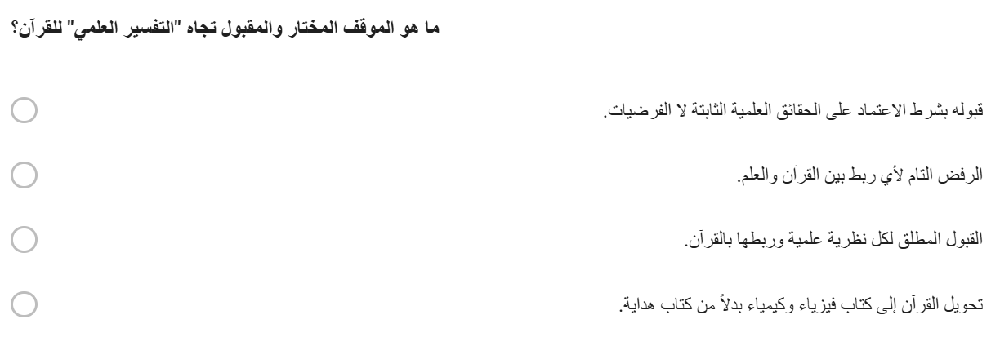 ما هو الموقف المختار والمقبول تجاه "التفسير العلمي" للقرآن؟
قبوله بشرط الاعتماد على الحقائق العلمية الثابتة لا الفرضيات.
الرفض التام لأي ربط بين القرآن والعلم.
القبول المطلق لكل نظرية علمية وربطها بالقرآن.
تحويل القرآن إلى كتاب فيزياء وكيمياء بدلاً من كتاب هداية.